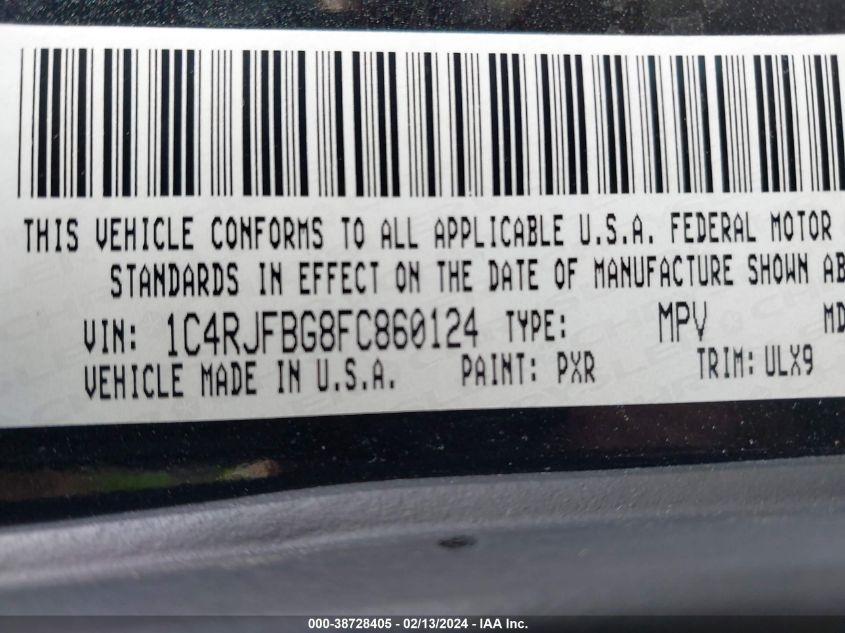 THIS VEHICLE CONFORMS TO ALL APPLICABLE U.S.A. FEDERAL MOTOR
STANDARDS IN EFFECT ON THE DATE OF MANUFACTURE SHOWN AB
VIN: 1C4RJFBG8FC860124 TYPE: MPV MD
VEHICLE MADE IN U.S.A. PAINT: PXR TRIM: ULX9
000-38728405 - 02/13/2024 - IAA Inc.